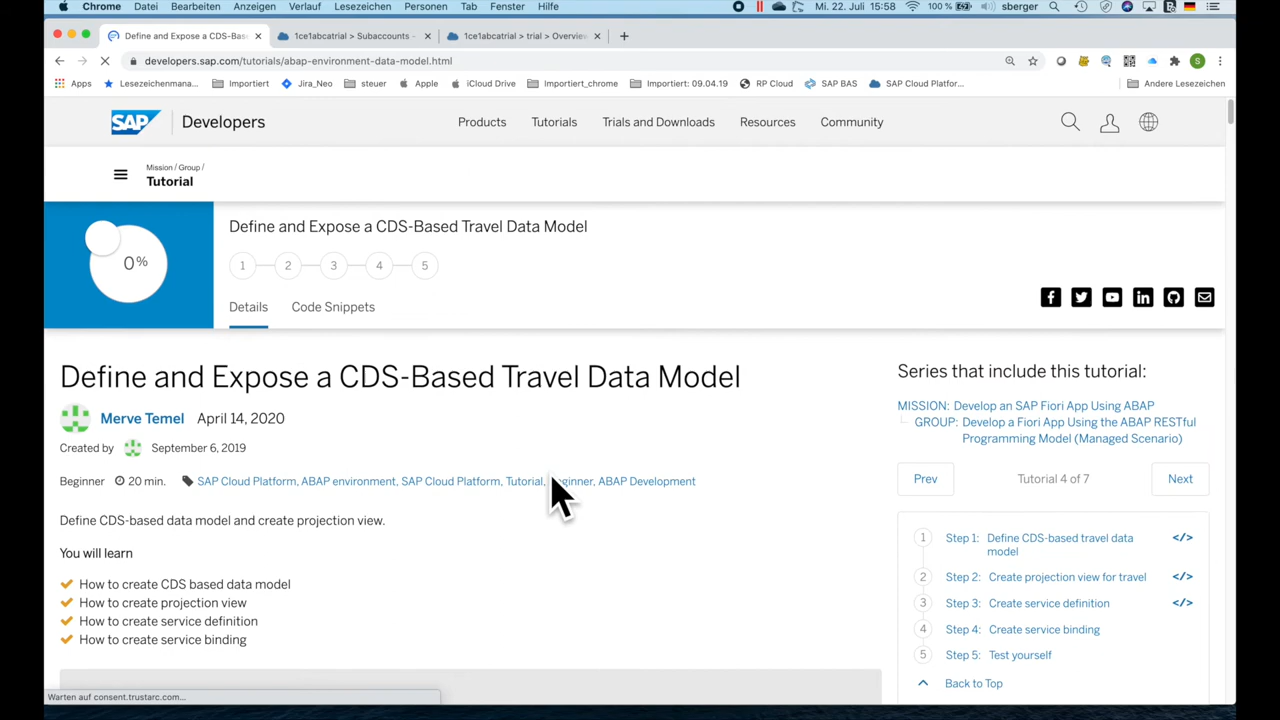 Chrome Datei Bearbeiten Anzeigen Verlauf Lesezeichen Personen Tab Fenster Hilfe Mi. 22. Juli 15:58 100 % sberger
Define and Expose a CDS-Bas 1ce1abcatrial > Subaccounts - 1ce1abcatrial > trial > Overview
developers.sap.com/tutorials/abap-environment-data-model.html
Apps Lesezeichenmana... Importiert Jira_Neo steuer Apple iCloud Drive Importiert_chrome Importiert: 09.04.19 RP Cloud SAP BAS SAP Cloud Platfor... Andere Lesezeichen
SAP Developers Products Tutorials Trials and Downloads Resources Community
Mission / Group /
Tutorial
Define and Expose a CDS-Based Travel Data Model
0%
1 2 3 4 5
Details Code Snippets
Define and Expose a CDS-Based Travel Data Model
Merve Temel April 14, 2020
Created by September 6, 2019
Beginner 20 min. SAP Cloud Platform, ABAP environment, SAP Cloud Platform, Tutorial, Beginner, ABAP Development
Define CDS-based data model and create projection view.
You will learn
How to create CDS based data model
How to create projection view
How to create service definition
How to create service binding
Series that include this tutorial:
MISSION: Develop an SAP Fiori App Using ABAP
GROUP: Develop a Fiori App Using the ABAP RESTful
Programming Model (Managed Scenario)
Prev Tutorial 4 of 7 Next
1 Step 1: Define CDS-based travel data </>
model
2 Step 2: Create projection view for travel </>
3 Step 3: Create service definition </>
4 Step 4: Create service binding
5 Step 5: Test yourself
Back to Top
Warten auf consent.trustarc.com...